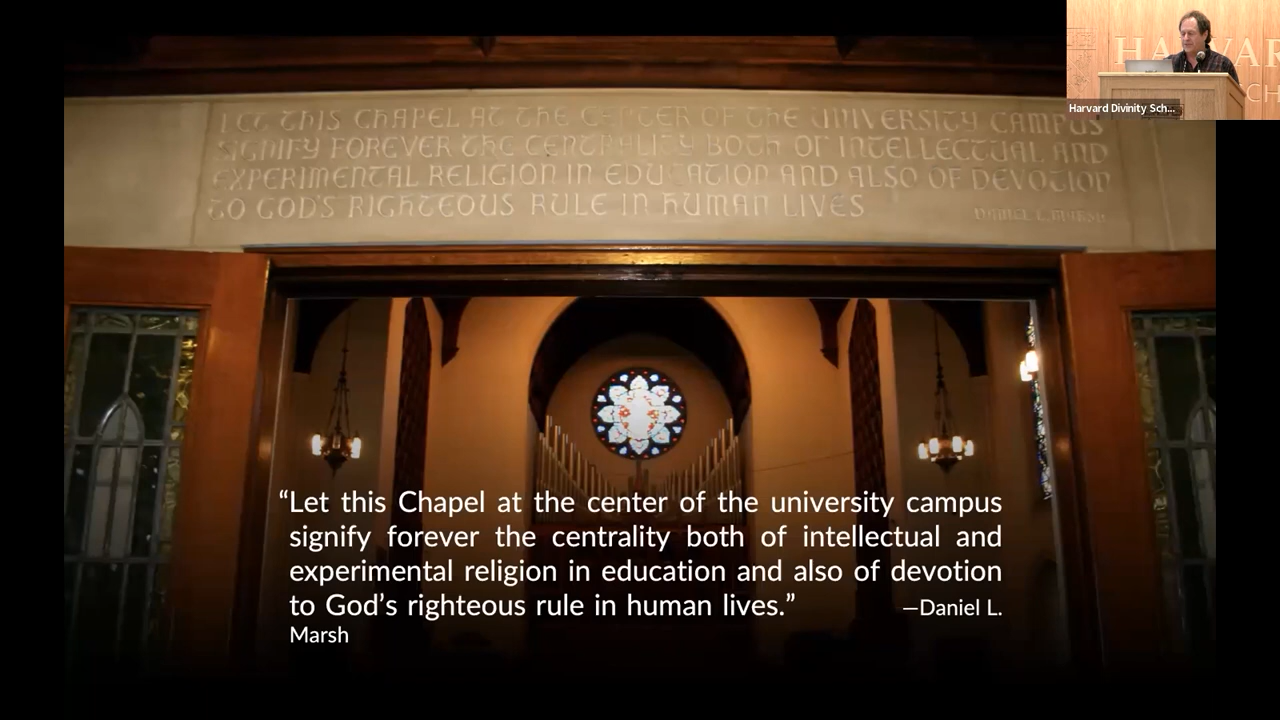 LET THIS CHAPEL AT THE CENTER OF THE UNIVERSITY CAMPUS
SIGNIFY FOREVER THE CENTRALITY BOTH OF INTELLECTUAL AND
EXPERIMENTAL RELIGION IN EDUCATION AND ALSO OF DEVOTION
TO GOD'S RIGHTEOUS RULE IN HUMAN LIVES DANIEL L. MARSH
HARVAR
CH
Harvard Divinity Sch...
“Let this Chapel at the center of the university campus
signify forever the centrality both of intellectual and
experimental religion in education and also of devotion
to God’s righteous rule in human lives.” —Daniel L.
Marsh